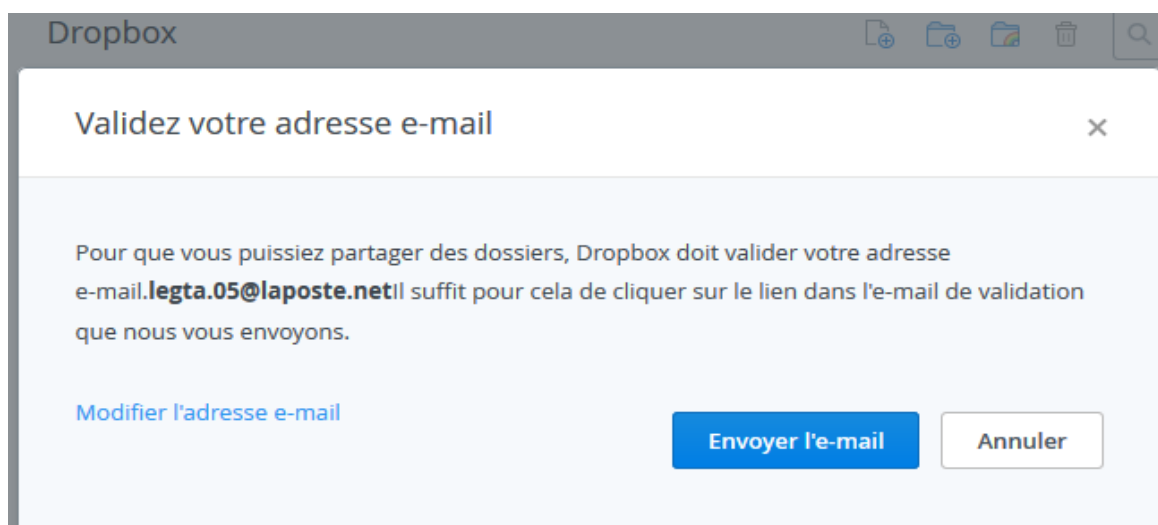 Dropbox
Validez votre adresse e-mail
Pour que vous puissiez partager des dossiers, Dropbox doit valider votre adresse
e-mail.legta.05@laposte.netIl suffit pour cela de cliquer sur le lien dans l'e-mail de validation
que nous vous envoyons.
Modifier l'adresse e-mail
Envoyer l'e-mail
Annuler